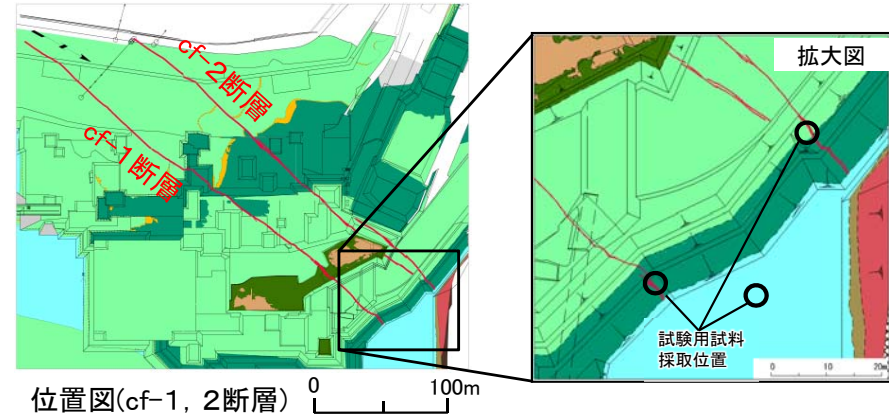 cf-2断層
cf-1断層
拡大図
試験用試料
採取位置
0 10 20m
位置図(cf-1, 2断層)
0 100m